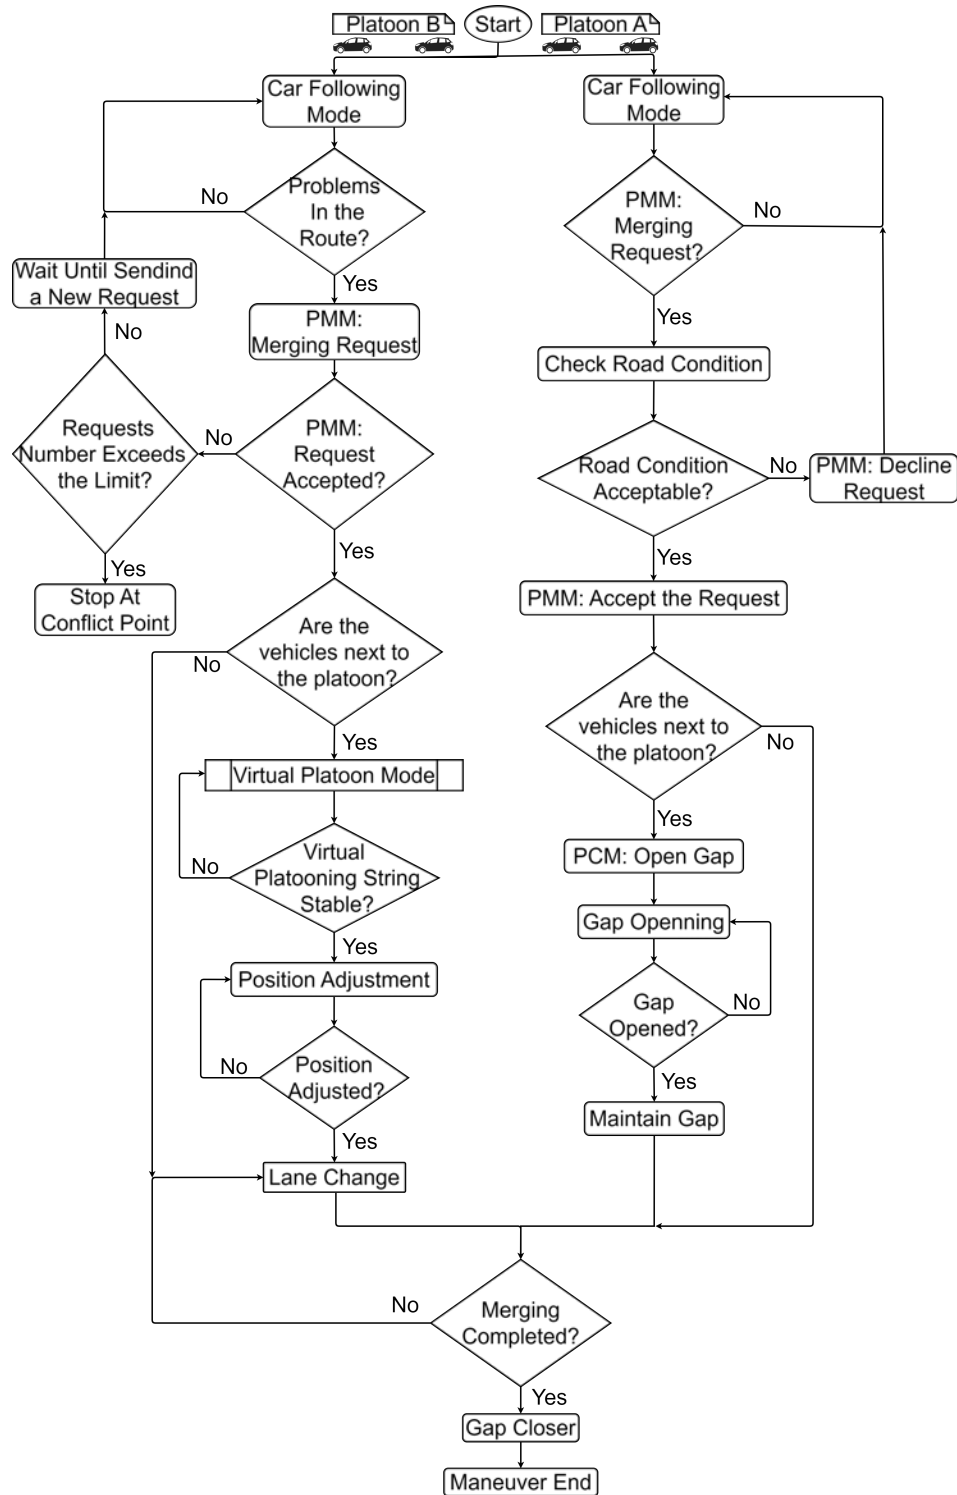 Platoon B
Start
Platoon A
Car Following
Mode
Car Following
Mode
Problems
In the
Route?
No
Yes
PMM:
Merging
Request?
No
Yes
Wait Until Sendind
a New Request
No
PMM:
Merging Request
Check Road Condition
Requests
Number Exceeds
the Limit?
No
PMM:
Request
Accepted?
Road Condition
Acceptable?
No
PMM: Decline
Request
Yes
Yes
Yes
Stop At
Conflict Point
PMM: Accept the Request
Are the
vehicles next to
the platoon?
No
Yes
Are the
vehicles next to
the platoon?
No
Yes
Virtual Platoon Mode
Virtual
Platooning String
Stable?
No
Yes
PCM: Open Gap
Gap Openning
Position Adjustment
Gap
Opened?
No
Yes
Position
Adjusted?
No
Yes
Maintain Gap
Lane Change
Merging
Completed?
No
Yes
Gap Closer
Maneuver End